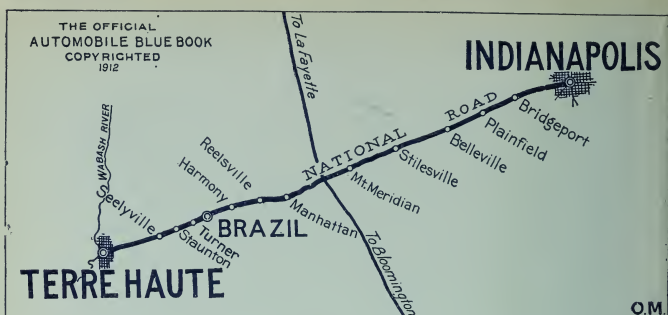 THE OFFICIAL
AUTOMOBILE BLUE BOOK
COPYRIGHTED
1912
To La Fayette
INDIANAPOLIS
WABASH RIVER
NATIONAL ROAD
Bridgeport
Plainfield
Belleville
Stilesville
Mt. Meridian
Reelsville
Harmony
Manhattan
Seelyville
BRAZIL
Turner
Staunton
To Bloomington
TERRE HAUTE
O.M.